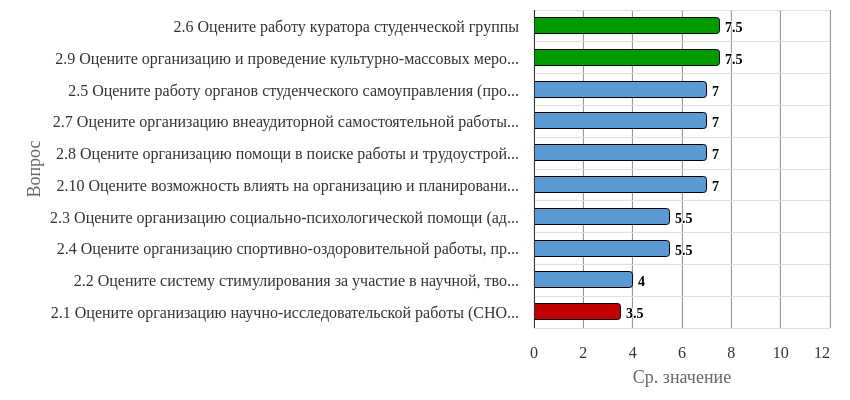 2.6 Оцените работу куратора студенческой группы 7.5
2.9 Оцените организацию и проведение культурно-массовых меро... 7.5
2.5 Оцените работу органов студенческого самоуправления (про... 7
2.7 Оцените организацию внеаудиторной самостоятельной работы... 7
2.8 Оцените организацию помощи в поиске работы и трудоустрой... 7
2.10 Оцените возможность влиять на организацию и планировани... 7
2.3 Оцените организацию социально-психологической помощи (ад... 5.5
2.4 Оцените организацию спортивно-оздоровительной работы, пр... 5.5
2.2 Оцените систему стимулирования за участие в научной, тво... 4
2.1 Оцените организацию научно-исследовательской работы (СНО... 3.5
Вопрос
0 2 4 6 8 10 12
Ср. значение